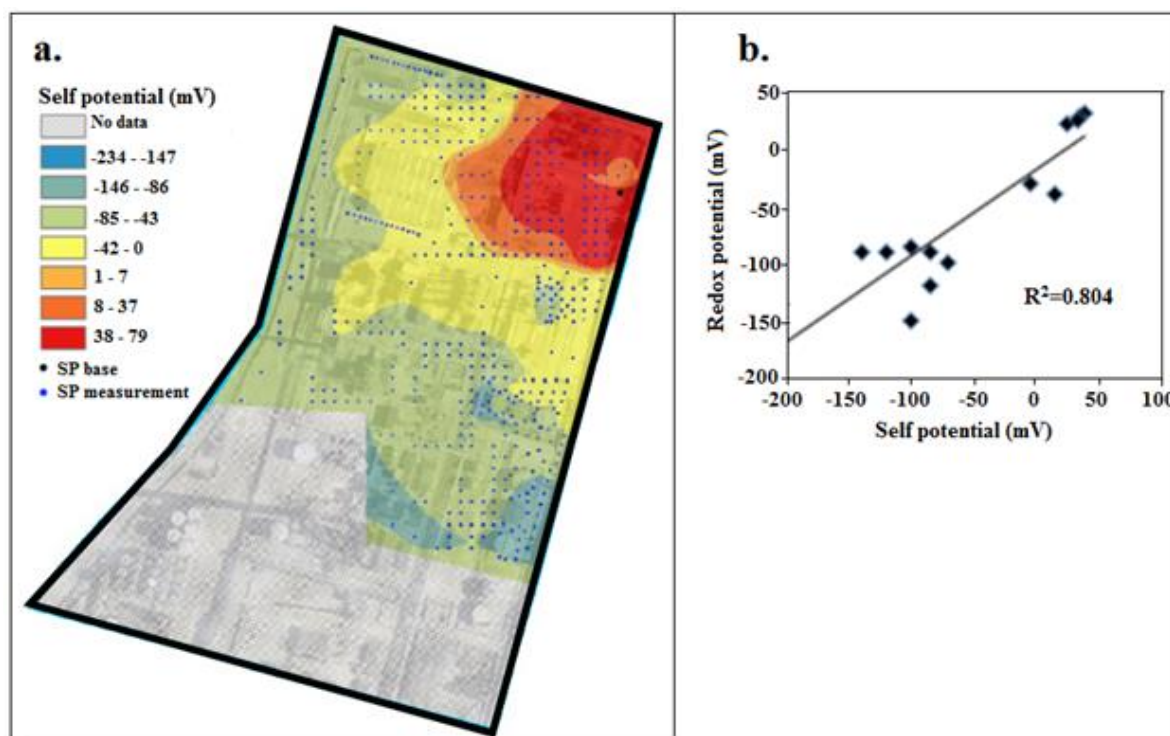 a.
Self potential (mV)
No data
-234 - -147
-146 - -86
-85 - -43
-42 - 0
1 - 7
8 - 37
38 - 79
SP base
SP measurement
b.
Redox potential (mV)
50
0
-50
-100
-150
-200
R²=0.804
-200 -150 -100 -50 0 50 100
Self potential (mV)